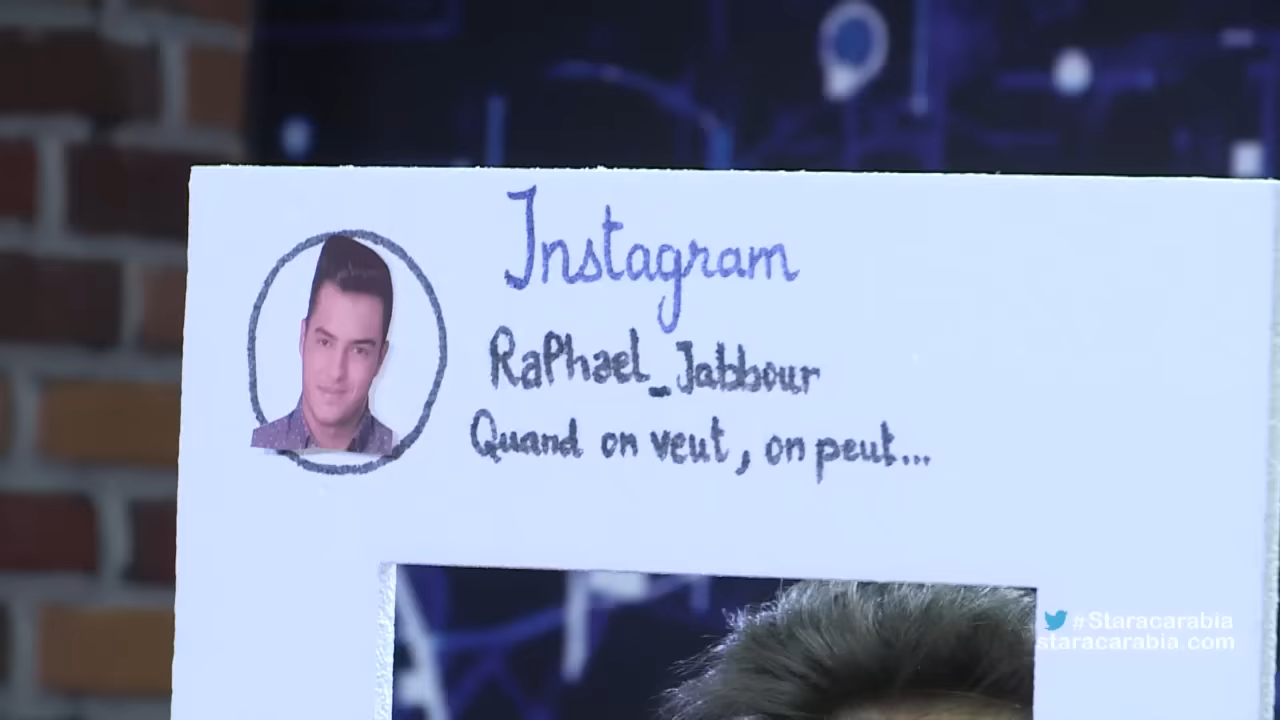 Instagram
Raphael_Jabbour
Quand on veut, on peut...
#Staracarabia
staracarabia.com